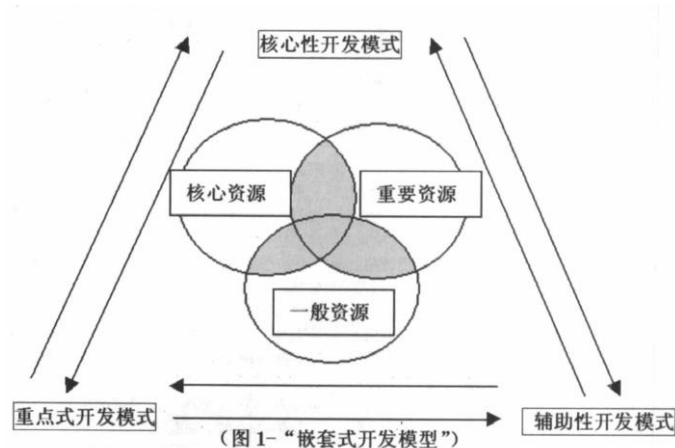 核心性开发模式
核心资源
重要资源
一般资源
重点式开发模式
辅助性开发模式
(图1-“嵌套式开发模型”)